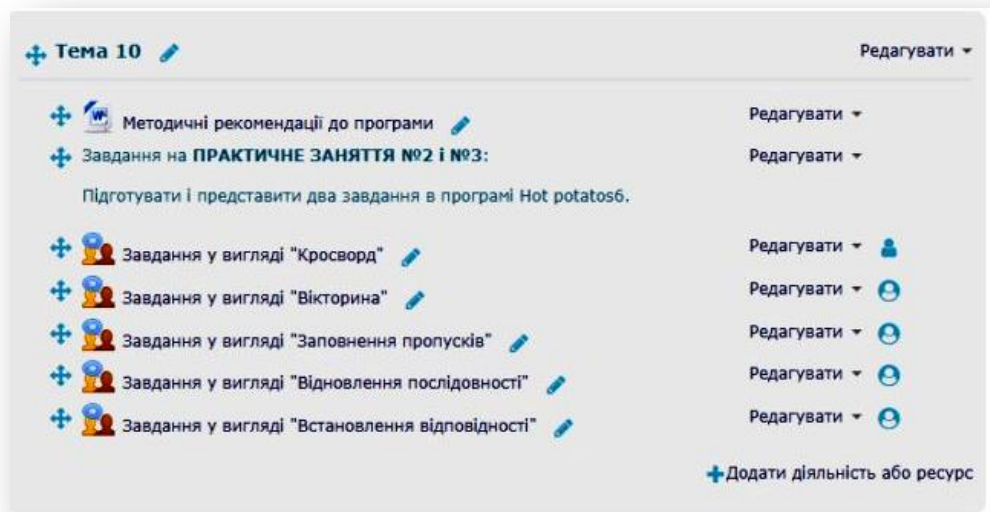 Тема 10 Редагувати
Методичні рекомендації до програми Редагувати
Завдання на ПРАКТИЧНЕ ЗАНЯТТЯ №2 і №3: Редагувати
Підготувати і представити два завдання в програмі Hot potatos6.
Завдання у вигляді "Кросворд" Редагувати
Завдання у вигляді "Вікторина" Редагувати
Завдання у вигляді "Заповнення пропусків" Редагувати
Завдання у вигляді "Відновлення послідовності" Редагувати
Завдання у вигляді "Встановлення відповідності" Редагувати
Додати діяльність або ресурс